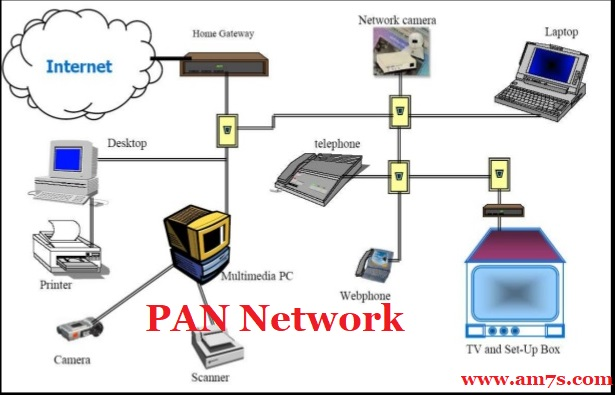 Network camera
Laptop
Home Gateway
Internet
Desktop
telephone
Printer
Multimedia PC
Webphone
PAN Network
TV and Set-Up Box
Camera
Scanner
www.am7s.com